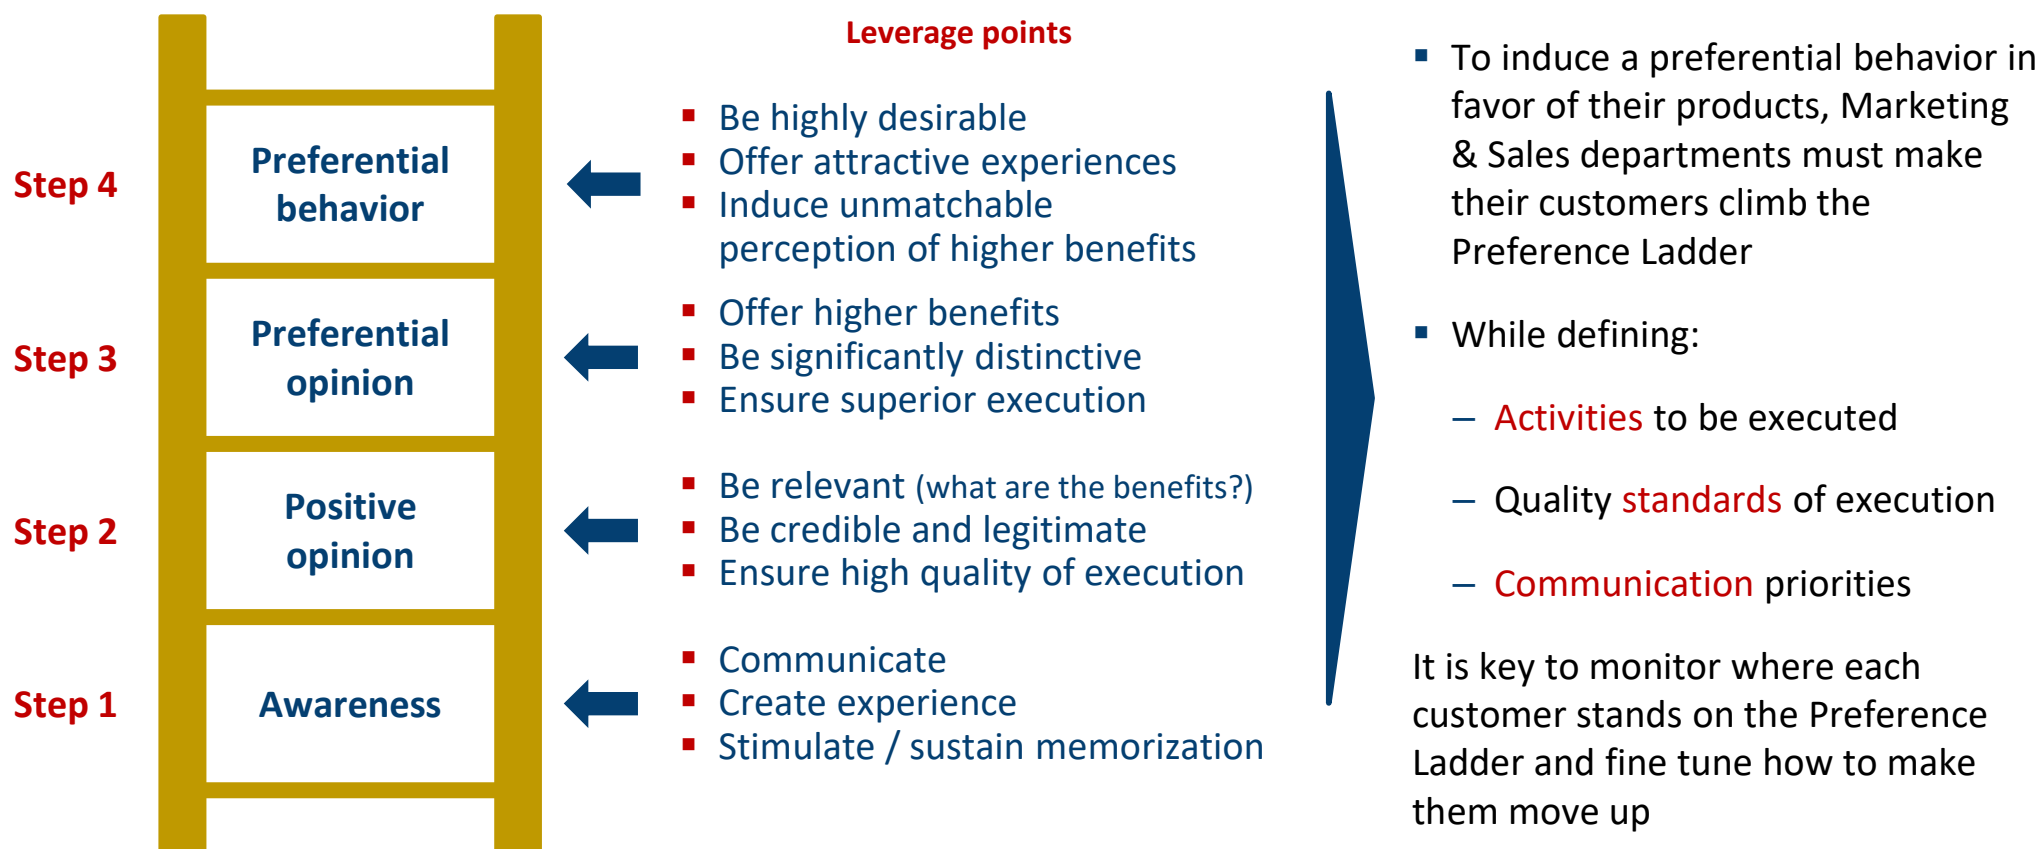 Leverage points
Step 4
Preferential
behavior
▪ Be highly desirable
▪ Offer attractive experiences
▪ Induce unmatchable
perception of higher benefits
Step 3
Preferential
opinion
▪ Offer higher benefits
▪ Be significantly distinctive
▪ Ensure superior execution
Step 2
Positive
opinion
▪ Be relevant (what are the benefits?)
▪ Be credible and legitimate
▪ Ensure high quality of execution
Step 1
Awareness
▪ Communicate
▪ Create experience
▪ Stimulate / sustain memorization
▪ To induce a preferential behavior in
favor of their products, Marketing
& Sales departments must make
their customers climb the
Preference Ladder
▪ While defining:
– Activities to be executed
– Quality standards of execution
– Communication priorities
It is key to monitor where each
customer stands on the Preference
Ladder and fine tune how to make
them move up